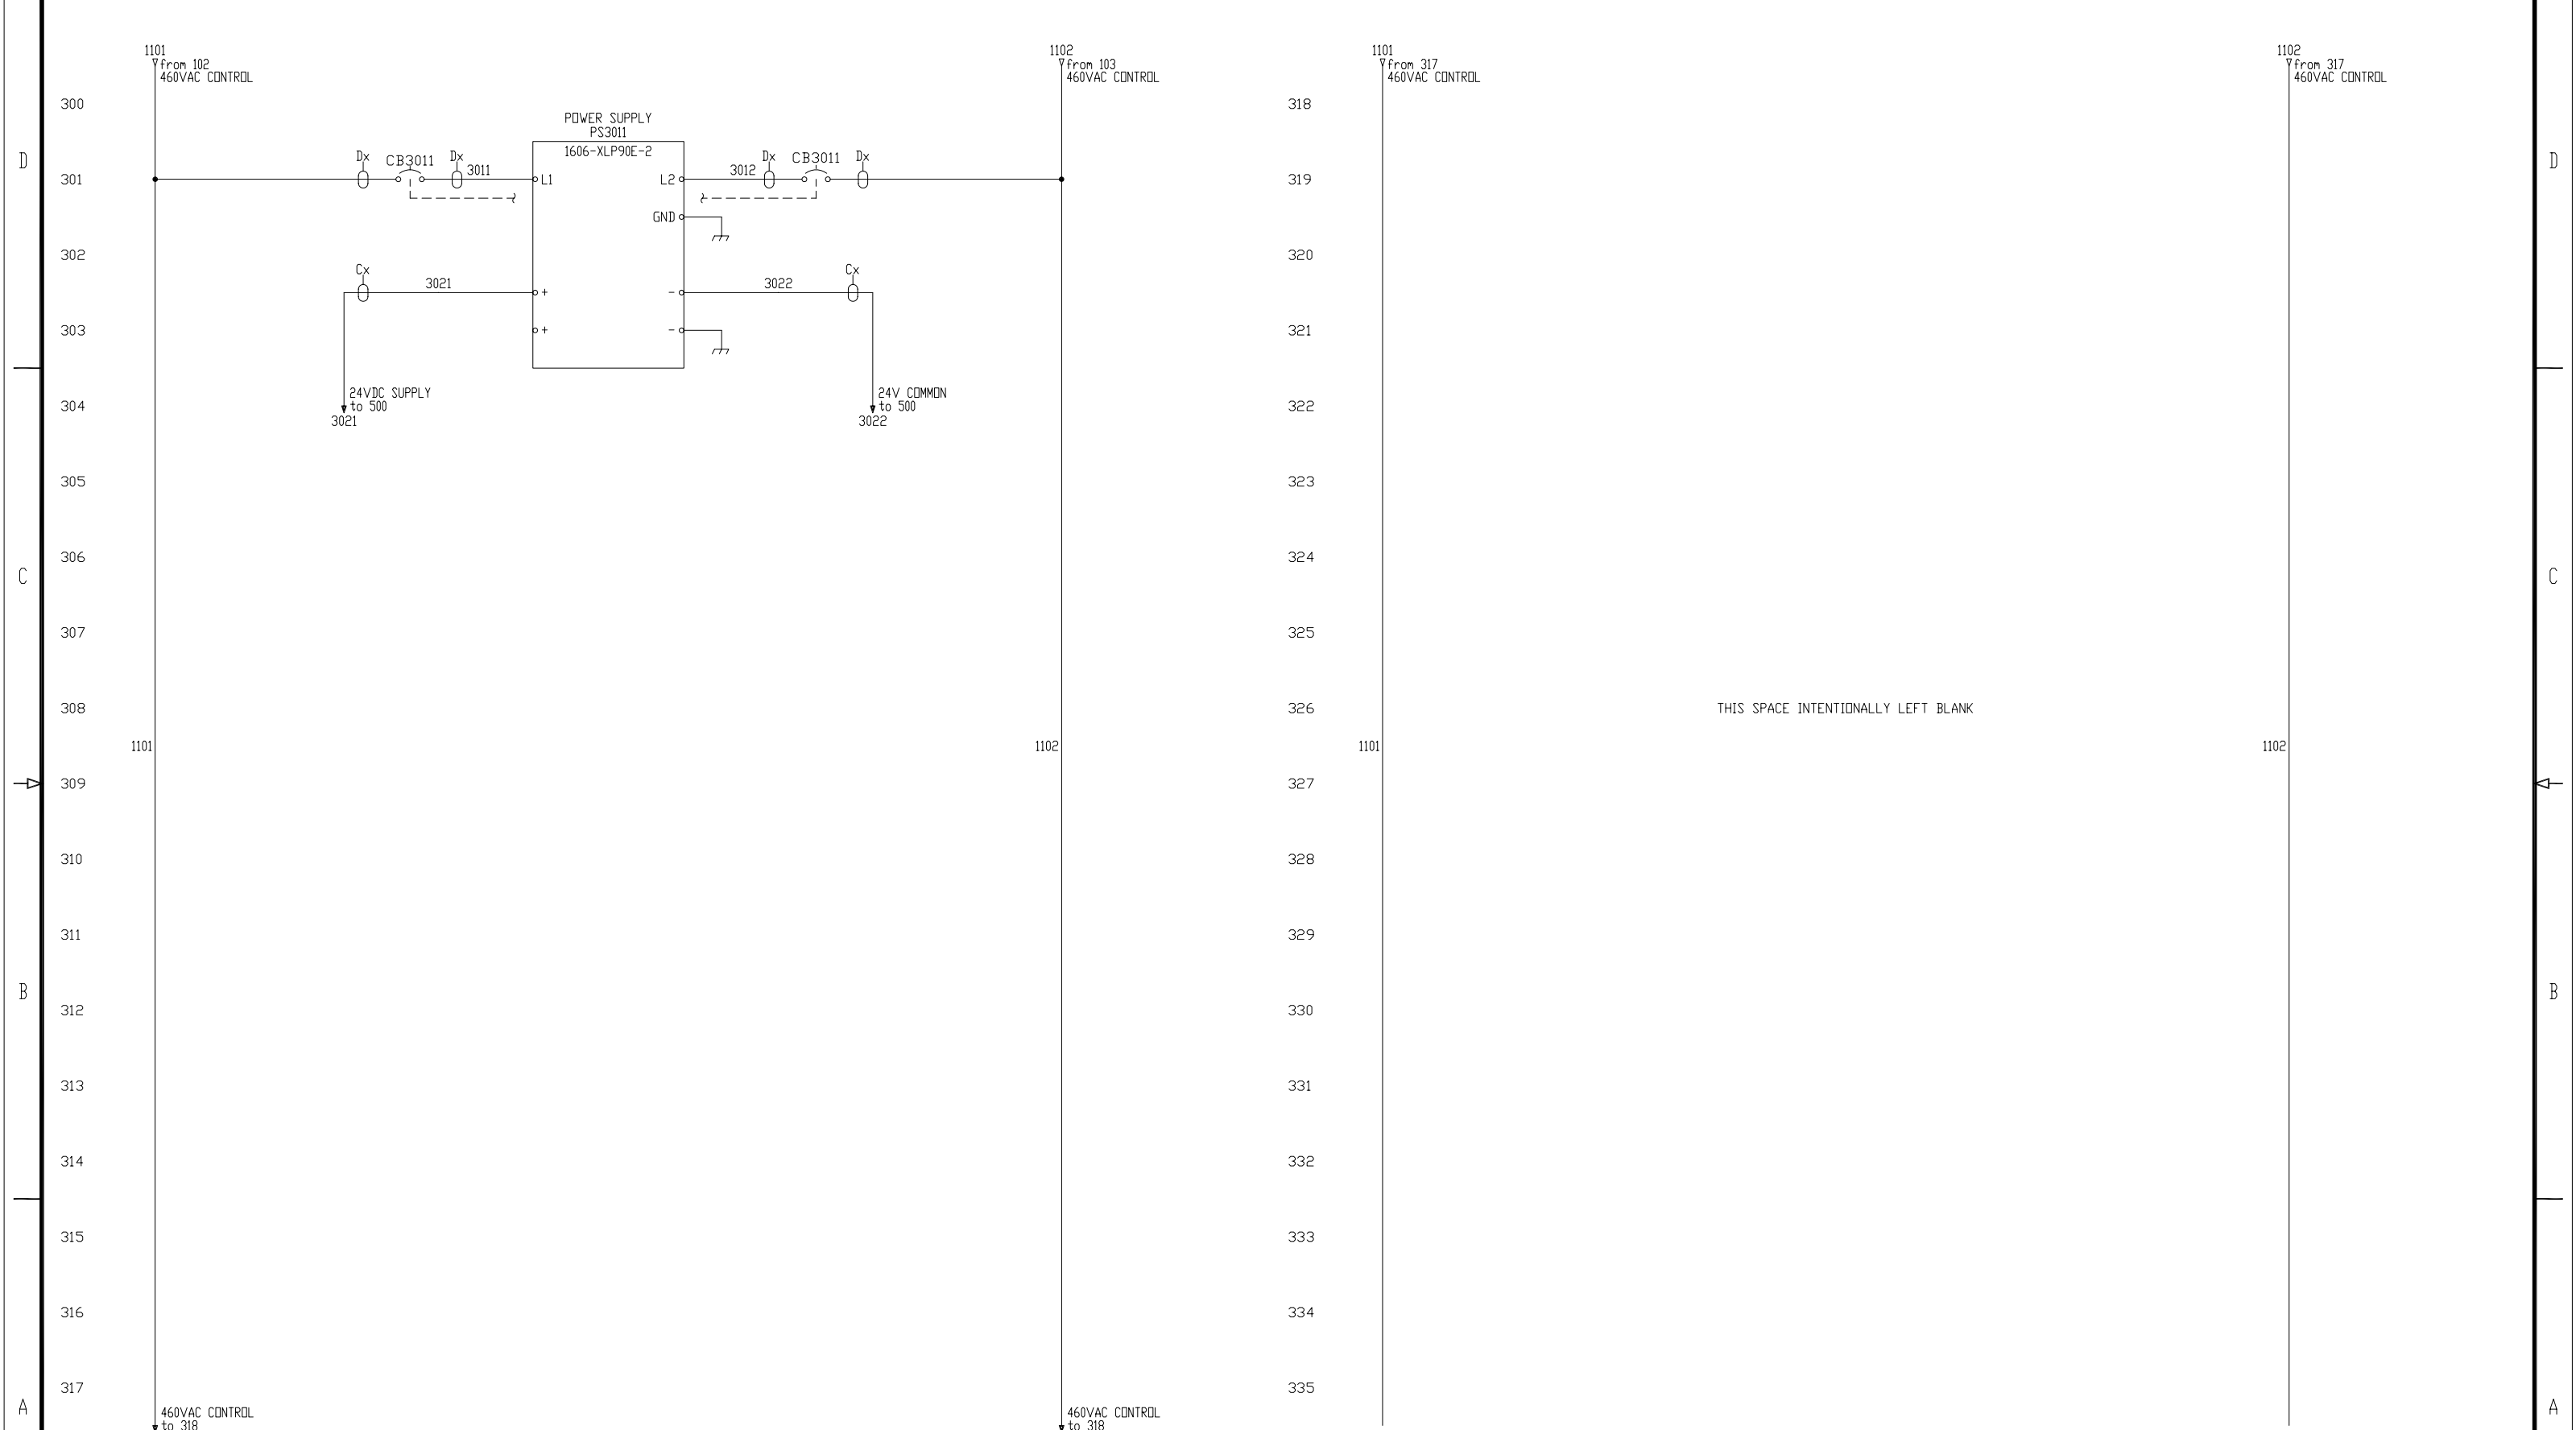 1101
from 102
460VAC CONTROL
1102
from 103
460VAC CONTROL
300
POWER SUPPLY
PS3011
1606-XLP90E-2
D
301
Dx
CB3011
Dx
3011
L1
L2
3012
Dx
CB3011
Dx
GND
302
Cx
3021
+
-
3022
Cx
303
+
-
304
24VDC SUPPLY
to 500
3021
24V COMMON
to 500
3022
305
306
C
307
308
1101
1102
309
310
311
B
312
313
314
315
316
317
A
460VAC CONTROL
to 318
460VAC CONTROL
to 318
1101
from 317
460VAC CONTROL
1102
from 317
460VAC CONTROL
318
D
319
320
321
322
323
324
C
325
326
THIS SPACE INTENTIONALLY LEFT BLANK
1101
1102
327
328
329
B
330
331
332
333
334
335
A